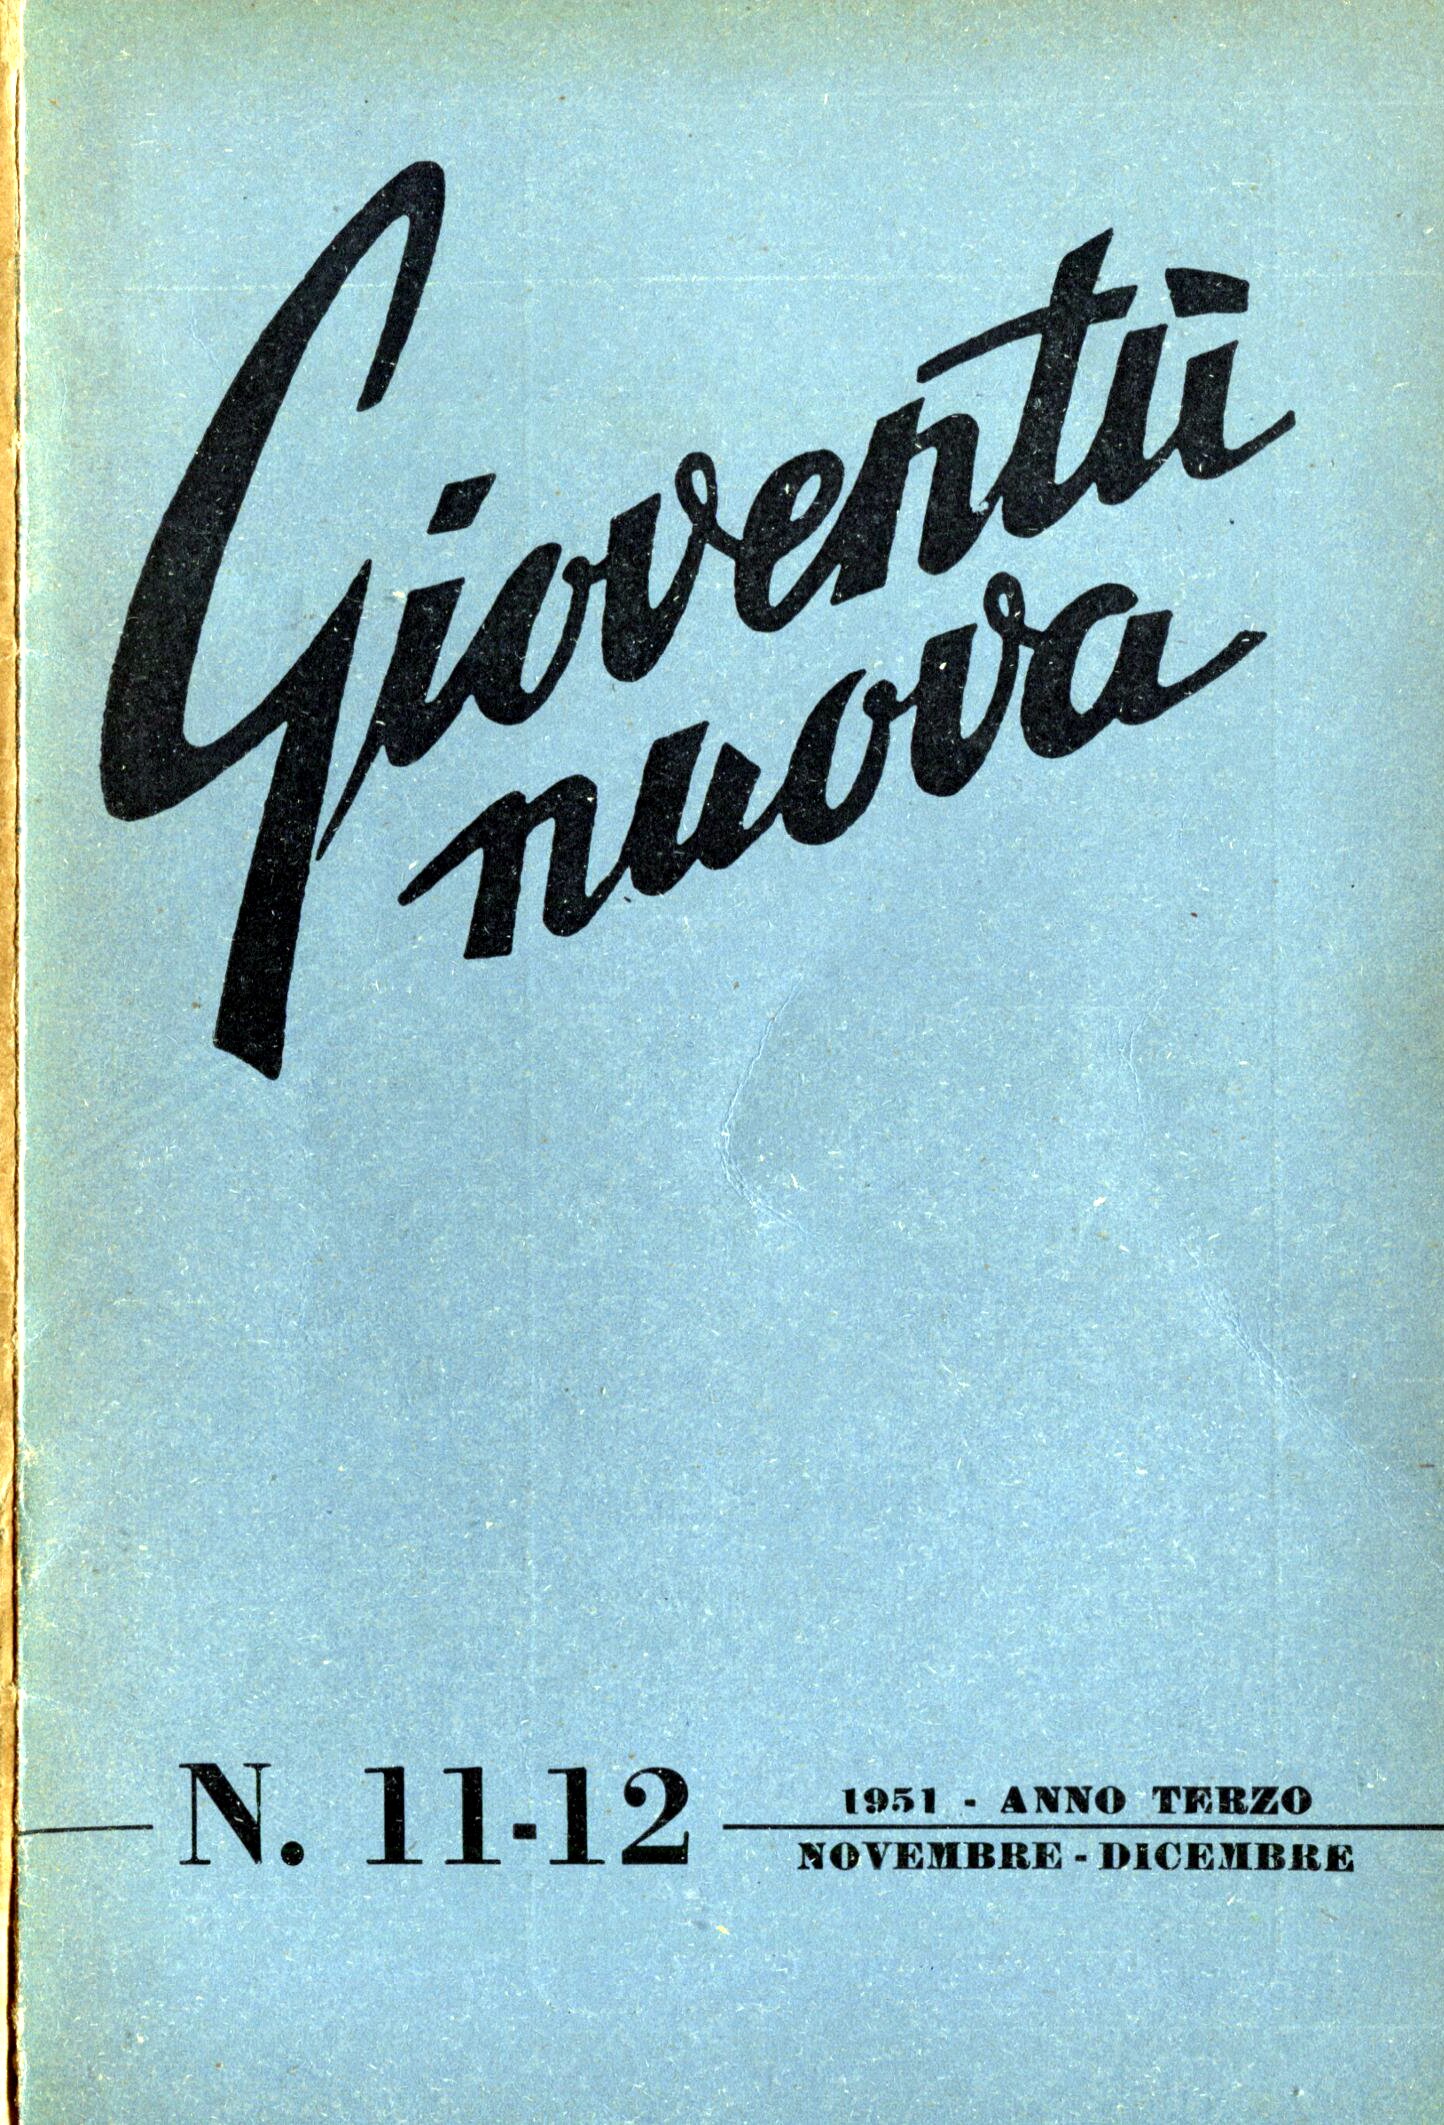 Gioventù
nuova
N. 11-12
1951 - ANNO TERZO
NOVEMBRE - DICEMBRE